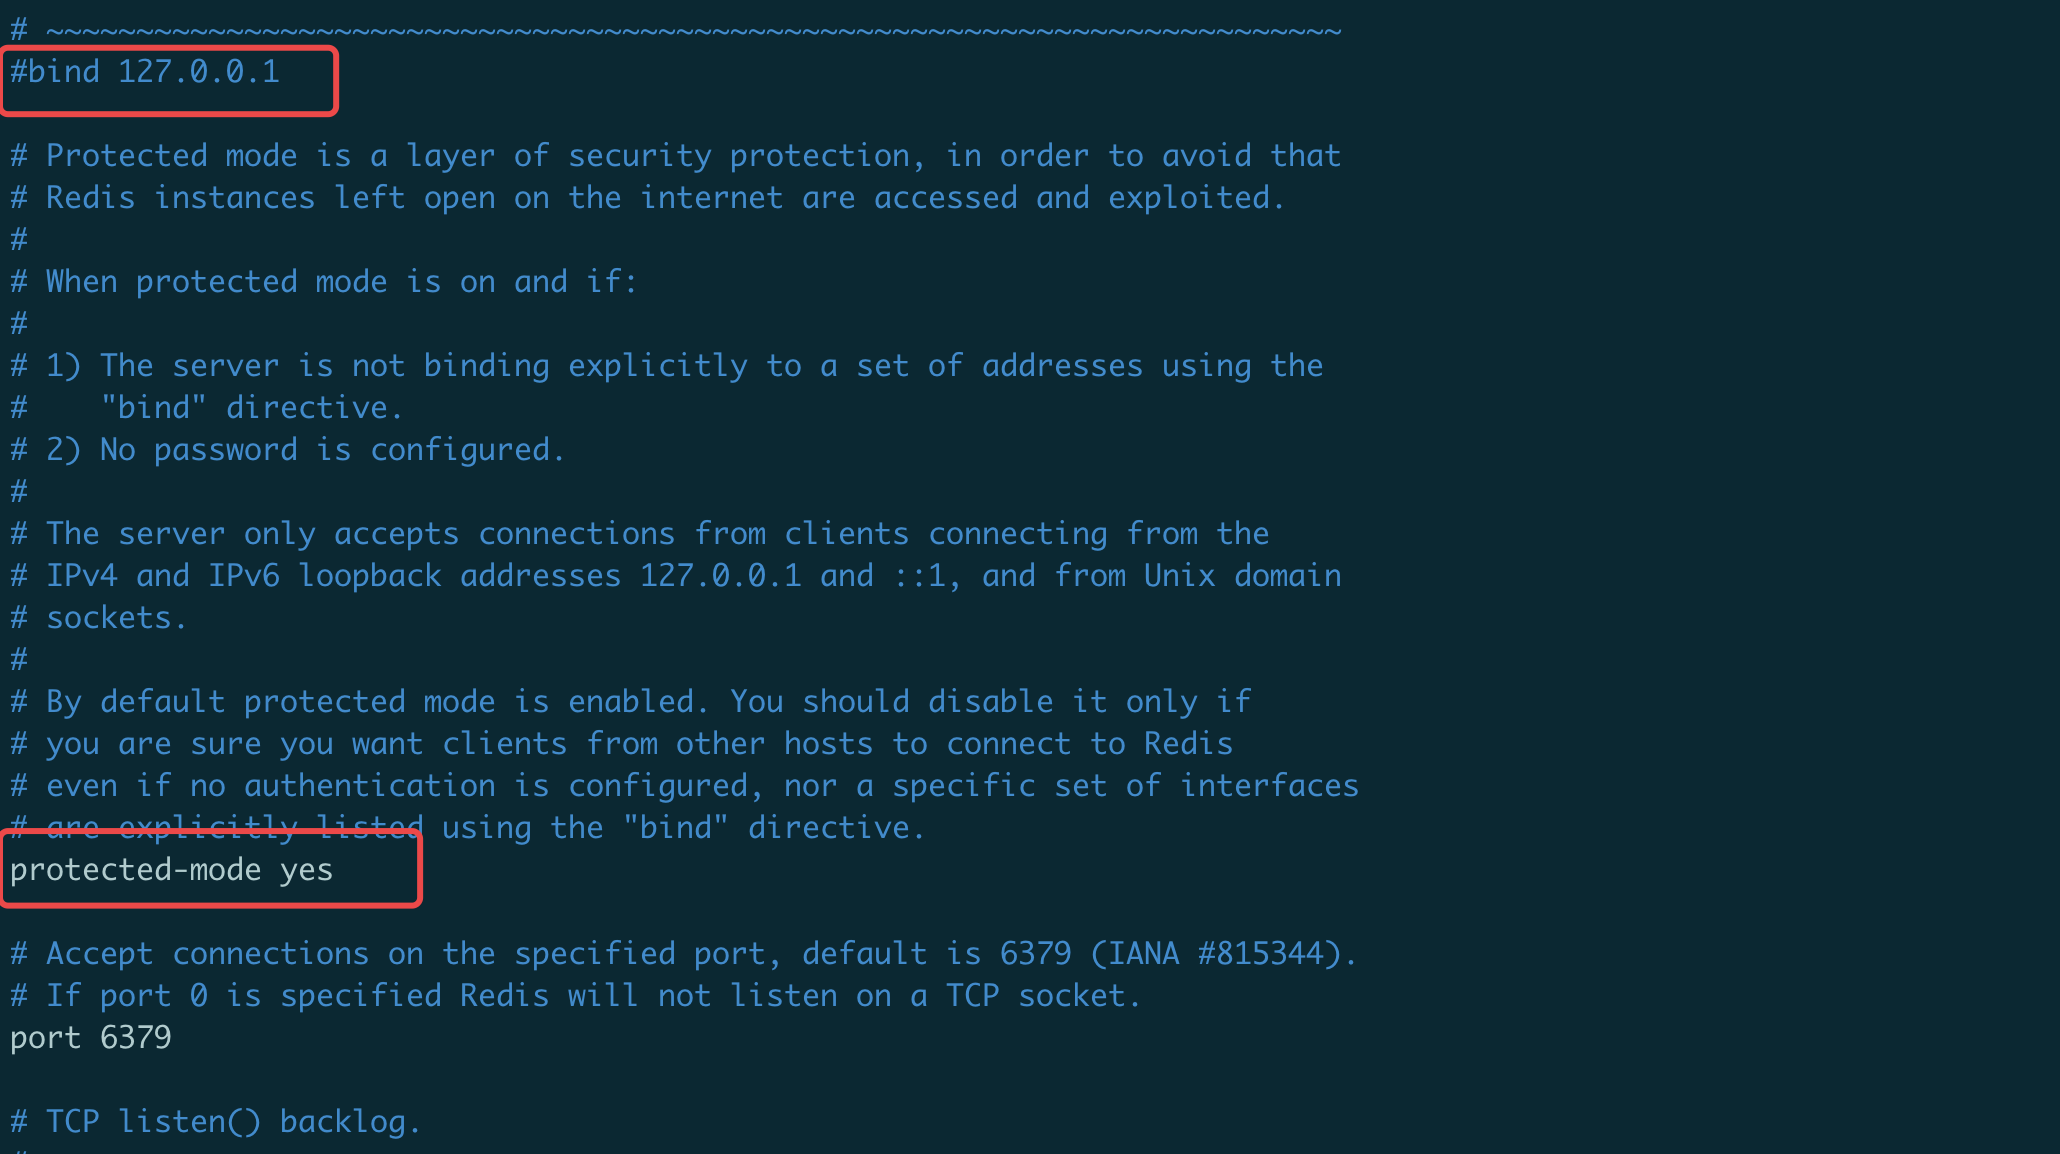 # ~~~~~~~~~~~~~~~~~~~~~~~~~~~~~~~~~~~~~~~~~~~~~~~~~~~~~~~~~~~~~~~~~~~~~~~~
#bind 127.0.0.1
# Protected mode is a layer of security protection, in order to avoid that
# Redis instances left open on the internet are accessed and exploited.
#
# When protected mode is on and if:
#
# 1) The server is not binding explicitly to a set of addresses using the
#    "bind" directive.
# 2) No password is configured.
#
# The server only accepts connections from clients connecting from the
# IPv4 and IPv6 loopback addresses 127.0.0.1 and ::1, and from Unix domain
# sockets.
#
# By default protected mode is enabled. You should disable it only if
# you are sure you want clients from other hosts to connect to Redis
# even if no authentication is configured, nor a specific set of interfaces
# are explicitly listed using the "bind" directive.
protected-mode yes
# Accept connections on the specified port, default is 6379 (IANA #815344).
# If port 0 is specified Redis will not listen on a TCP socket.
port 6379
# TCP listen() backlog.
#